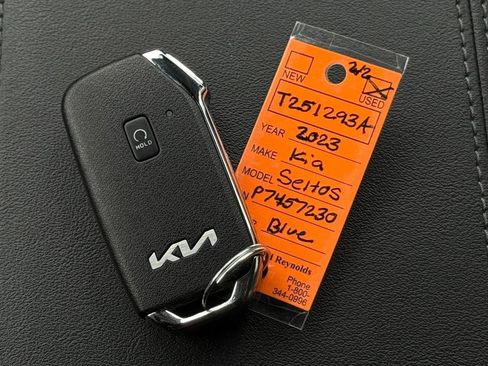 HOLD
KIA
2/2
NEW
USED
T251293A
YEAR 2023
MAKE Kia
MODEL Seltos
N P7457230
Blue
Reynolds
Phone
1-800-
344-0996